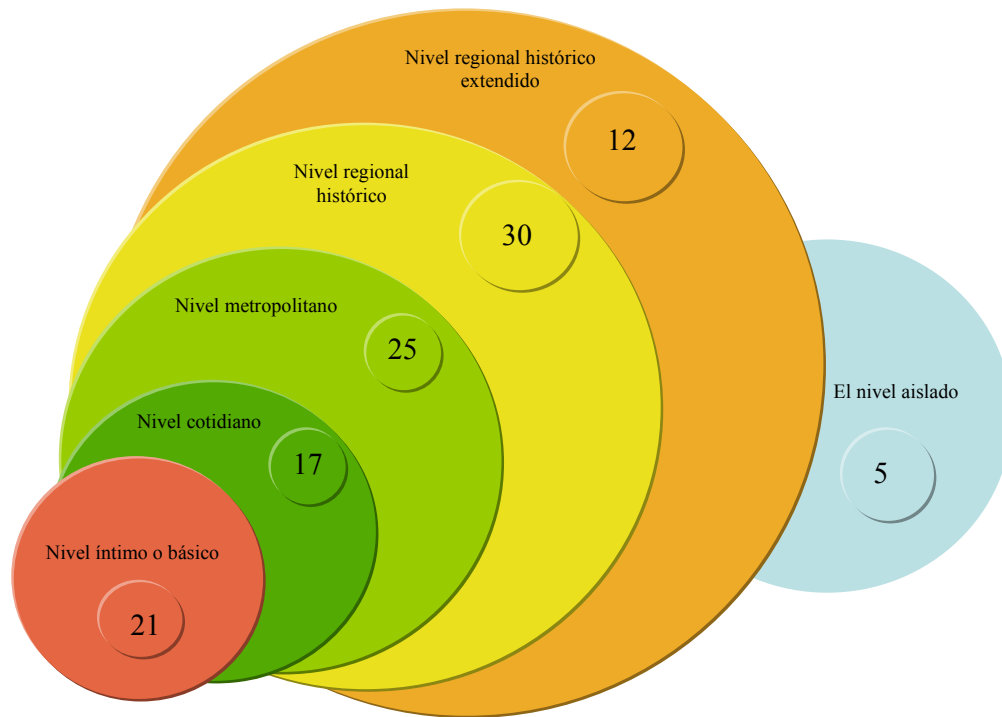 Nivel regional histórico
extendido
12
Nivel regional
histórico
30
Nivel metropolitano
25
El nivel aislado
5
Nivel cotidiano
17
Nivel íntimo o básico
21